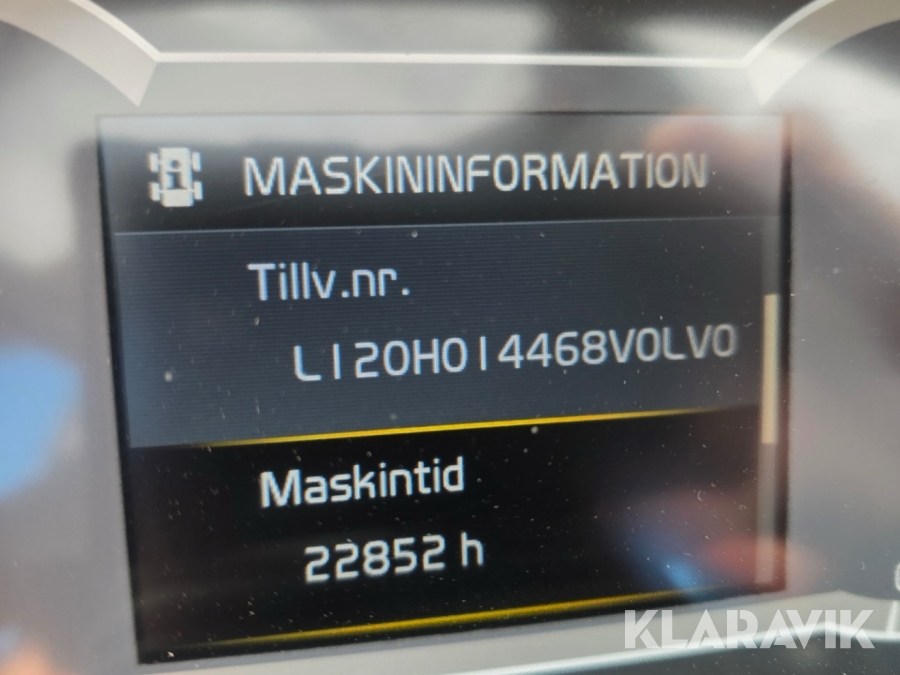 MASKININFORMATION
Tillv.nr.
L120H014468VOLVO
Maskintid
22852 h
KLARAVIK